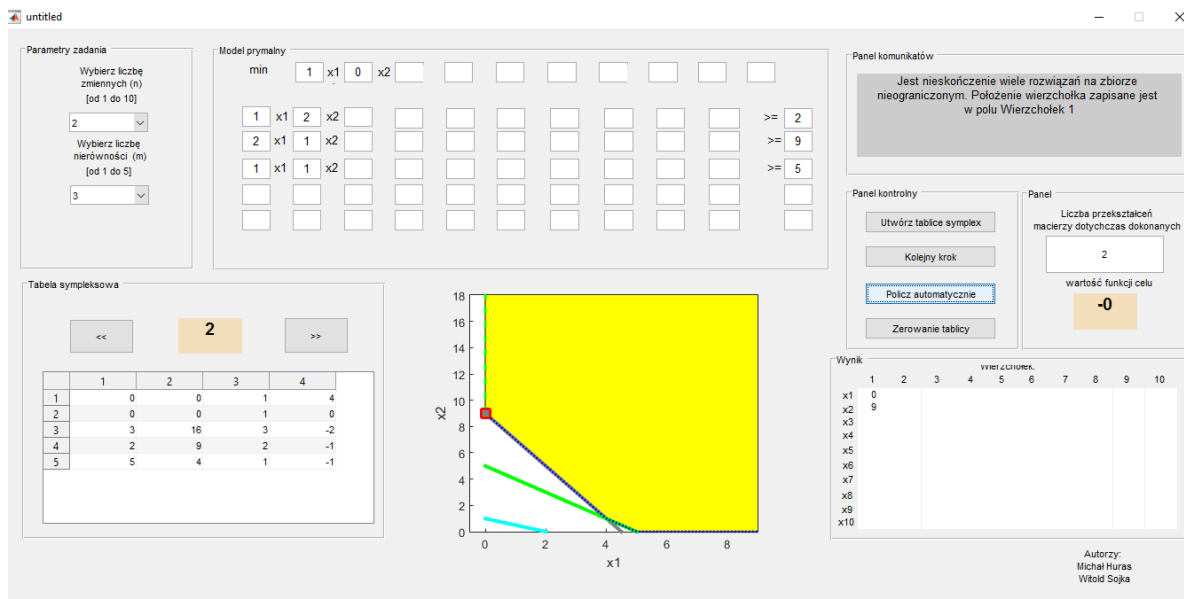 untitled
Parametry zadania
Wybierz liczbę
zmiennych (n)
[od 1 do 10]
2
Wybierz liczbę
nierówności (m)
[od 1 do 5]
3
Model prymalny
min 1 x1 0 x2
1 x1 2 x2 >= 2
2 x1 1 x2 >= 9
1 x1 1 x2 >= 5
Panel komunikatów
Jest nieskończenie wiele rozwiązań na zbiorze
nieograniczonym. Położenie wierzchołka zapisane jest
w polu Wierzchołek 1
Panel kontrolny
Utwórz tablice symplex
Kolejny krok
Policz automatycznie
Zerowanie tablicy
Panel
Liczba przekształceń
macierzy dotychczas dokonanych
2
wartość funkcji celu
-0
Tabela sympleksowa
<< 2 >>
1 2 3 4
1 0 0 1 4
2 0 0 1 0
3 3 16 3 -2
4 2 9 2 -1
5 5 4 1 -1
18
16
14
12
10
8
6
4
2
0
x2
0 2 4 6 8
x1
Wynik
Wierzchołek:
1 2 3 4 5 6 7 8 9 10
x1 0
x2 9
x3
x4
x5
x6
x7
x8
x9
x10
Autorzy:
Michał Huras
Witold Sojka